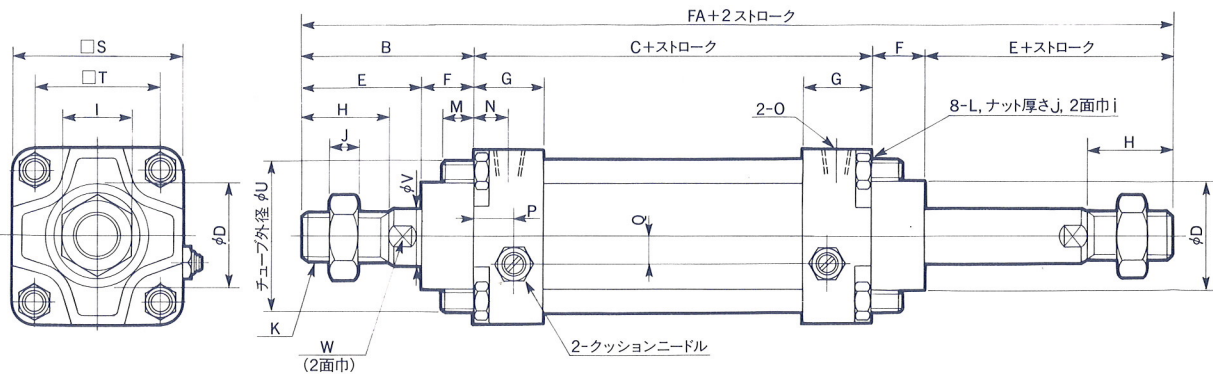 FA+2ストローク
□S
B
C+ストローク
F
E+ストローク
□T
E
F
G
G
I
H
M
N
2-O
8-L, ナット厚さj, 2面巾i
J
H
チューブ外径 φU
φV
φD
P
Q
φD
K
W
(2面巾)
2-クッションニードル